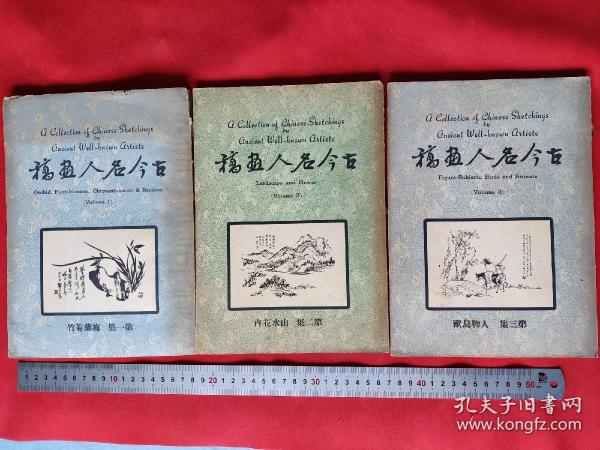 A Collection of Chinese Sketchings
by
Ancient Well-known Artists
古今名人画稿
Orchid, Plum-blossom, Chrysanthemum & Bamboo
(Volume 1)
第一集 梅蘭菊竹
A Collection of Chinese Sketchings
by
Ancient Well-known Artists
古今名人画稿
Landscape and Flower
(Volume 2)
第二集 山水花卉
A Collection of Chinese Sketchings
by
Ancient Well-known Artists
古今名人画稿
Figure-Subjects, Birds and Animals
(Volume 3)
第三集 人物鳥獸
孔夫子旧书网
www.kongfz.com